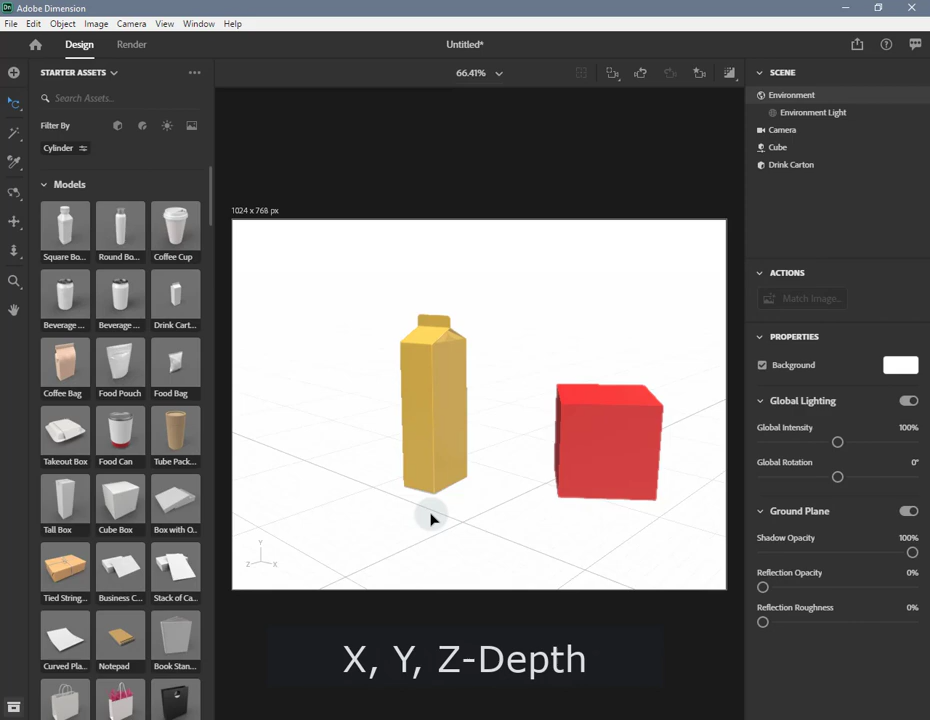 Dn Adobe Dimension
File Edit Object Image Camera View Window Help
Design Render Untitled*
STARTER ASSETS
66.41%
Search Assets...
Filter By
Cylinder
Models
Square Bo...
Round Bo...
Coffee Cup
Beverage ...
Beverage ...
Drink Cart...
Coffee Bag
Food Pouch
Food Bag
Takeout Box
Food Can
Tube Pack...
Tall Box
Cube Box
Box with O...
Tied String...
Business C...
Stack of Ca...
Curved Pla...
Notepad
Book Stan...
1024 x 768 px
Y
Z
X
X, Y, Z-Depth
SCENE
Environment
Environment Light
Camera
Cube
Drink Carton
ACTIONS
Match Image...
PROPERTIES
Background
Global Lighting
Global Intensity 100%
Global Rotation 0°
Ground Plane
Shadow Opacity 100%
Reflection Opacity 0%
Reflection Roughness 0%